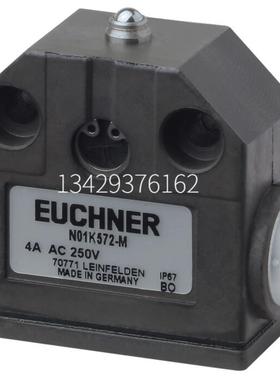 13429376162
EUCHNER
N01K572-M
4A AC 250V
70771 LEINFELDEN
MADE IN GERMANY
IP67
BO